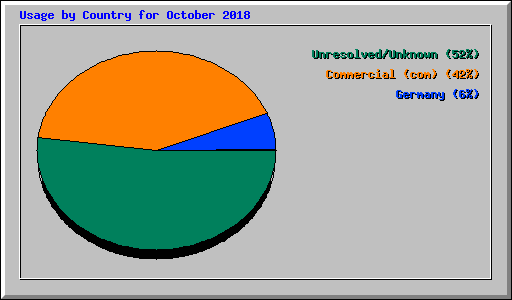 Usage by Country for October 2018
Unresolved/Unknown (52%)
Commercial (com) (42%)
Germany (6%)